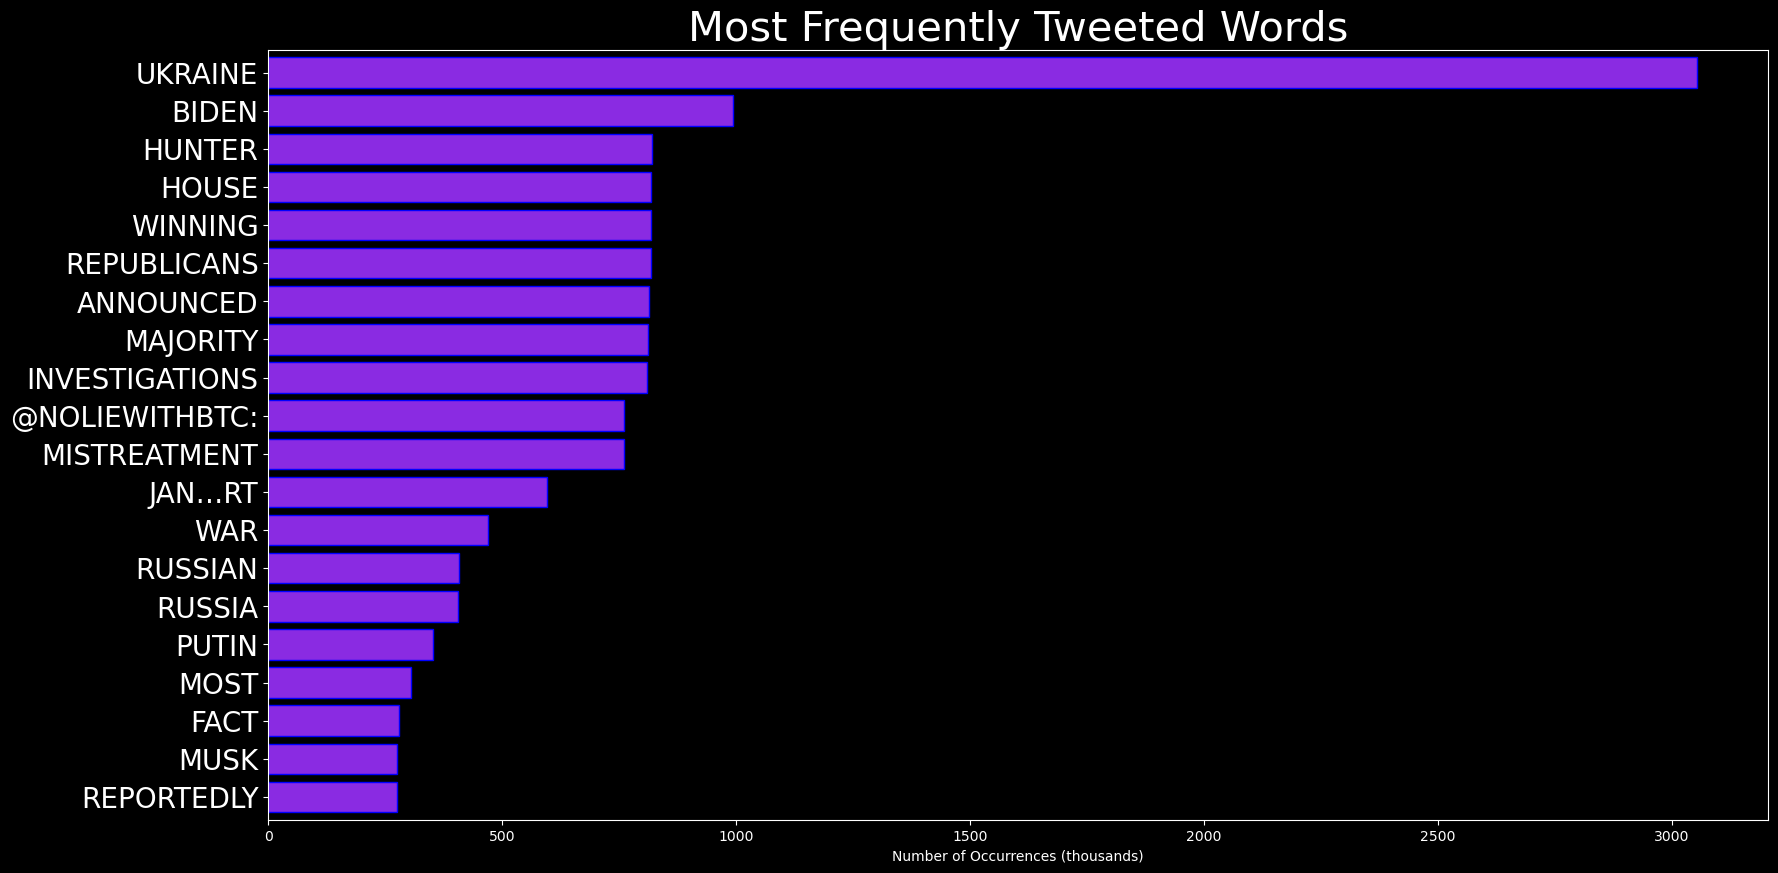 Most Frequently Tweeted Words
UKRAINE
BIDEN
HUNTER
HOUSE
WINNING
REPUBLICANS
ANNOUNCED
MAJORITY
INVESTIGATIONS
@NOLIEWITHBTC:
MISTREATMENT
JAN…RT
WAR
RUSSIAN
RUSSIA
PUTIN
MOST
FACT
MUSK
REPORTEDLY
0 500 1000 1500 2000 2500 3000
Number of Occurrences (thousands)